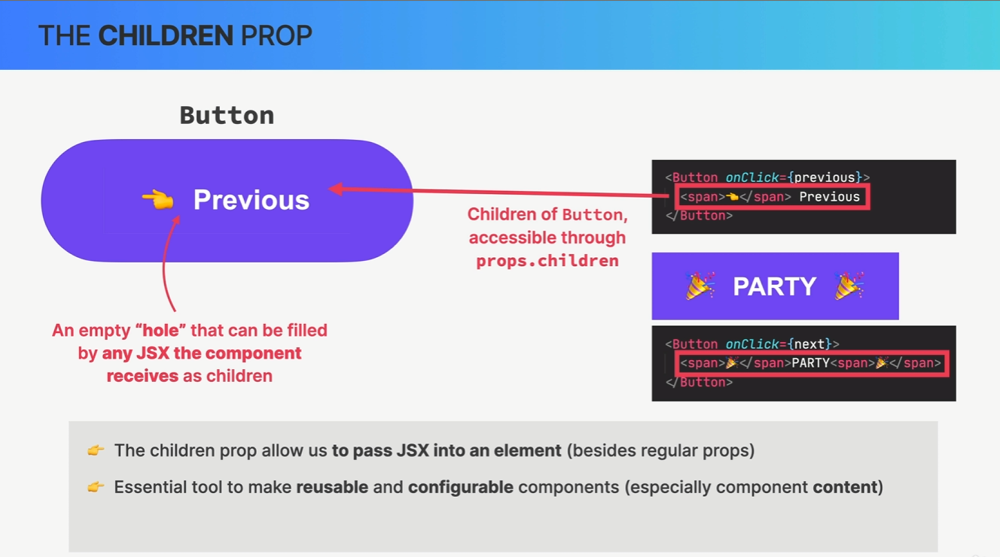 THE CHILDREN PROP
Button
👈 Previous
An empty “hole” that can be filled
by any JSX the component
receives as children
Children of Button,
accessible through
props.children
<Button onClick={previous}>
<span>👈</span> Previous
</Button>
🎉 PARTY 🎉
<Button onClick={next}>
<span>🎉</span>PARTY<span>🎉</span>
</Button>
👉 The children prop allow us to pass JSX into an element (besides regular props)
👉 Essential tool to make reusable and configurable components (especially component content)